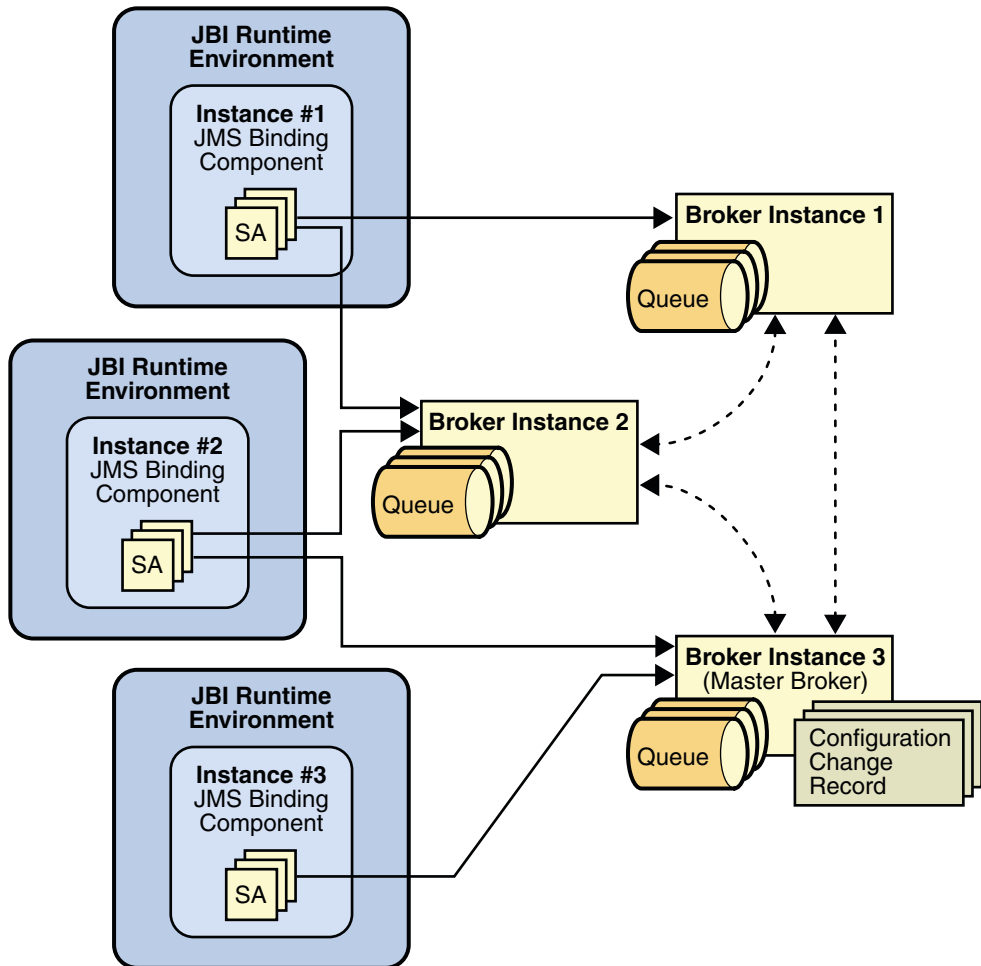 JBI Runtime
Environment
Instance #1
JMS Binding
Component
SA
Broker Instance 1
Queue
JBI Runtime
Environment
Instance #2
JMS Binding
Component
SA
Broker Instance 2
Queue
JBI Runtime
Environment
Instance #3
JMS Binding
Component
SA
Broker Instance 3
(Master Broker)
Queue
Configuration
Change
Record